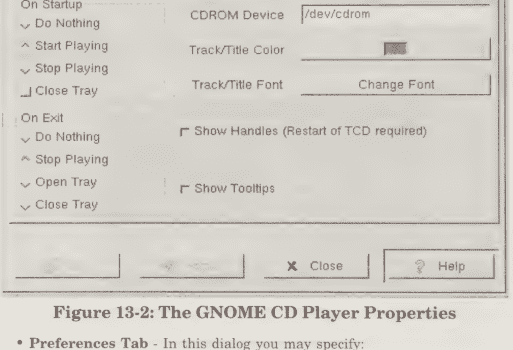 On Startup
Do Nothing
Start Playing
Stop Playing
Close Tray
On Exit
Do Nothing
Stop Playing
Open Tray
Close Tray
CDROM Device /dev/cdrom
Track/Title Color
Track/Title Font Change Font
Show Handles (Restart of TCD required)
Show Tooltips
Close Help
Figure 13-2: The GNOME CD Player Properties
• Preferences Tab - In this dialog you may specify: